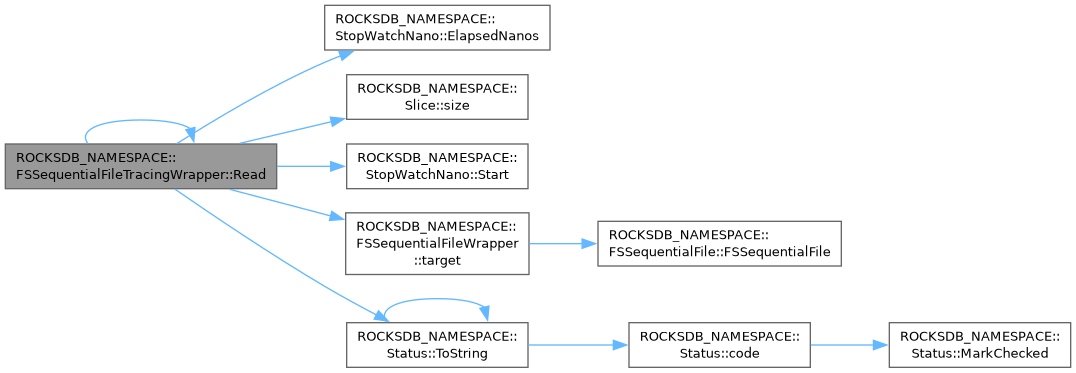 ROCKSDB_NAMESPACE::
StopWatchNano::ElapsedNanos
ROCKSDB_NAMESPACE::
Slice::size
ROCKSDB_NAMESPACE::
FSSequentialFileTracingWrapper::Read
ROCKSDB_NAMESPACE::
StopWatchNano::Start
ROCKSDB_NAMESPACE::
FSSequentialFileWrapper
::target
ROCKSDB_NAMESPACE::
FSSequentialFile::FSSequentialFile
ROCKSDB_NAMESPACE::
Status::ToString
ROCKSDB_NAMESPACE::
Status::code
ROCKSDB_NAMESPACE::
Status::MarkChecked